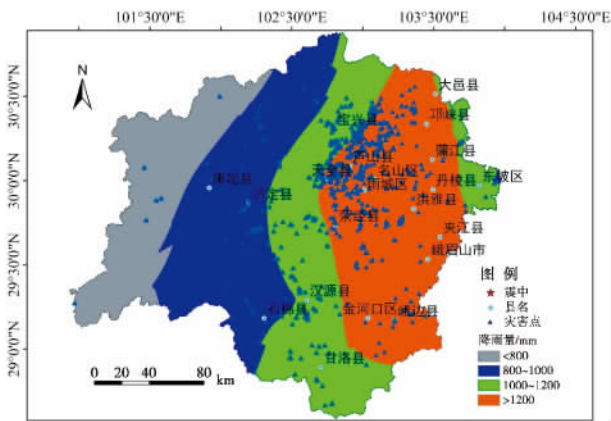 101°30′0″E 102°30′0″E 103°30′0″E 104°30′0″E
30°30′0″N
30°0′0″N
29°30′0″N
29°0′0″N
N
大邑县
邛崃县
宝兴县
蒲江县
芦山县
天全县
名山区
雨城区
丹棱县
东坡区
康定县
泸定县
洪雅县
荥经县
夹江县
峨眉山市
汉源县
石棉县
金河口区
峨边县
甘洛县
图 例
震中
县名
灾害点
降雨量/mm
<800
800~1000
1000~1200
>1200
0 20 40 80
km